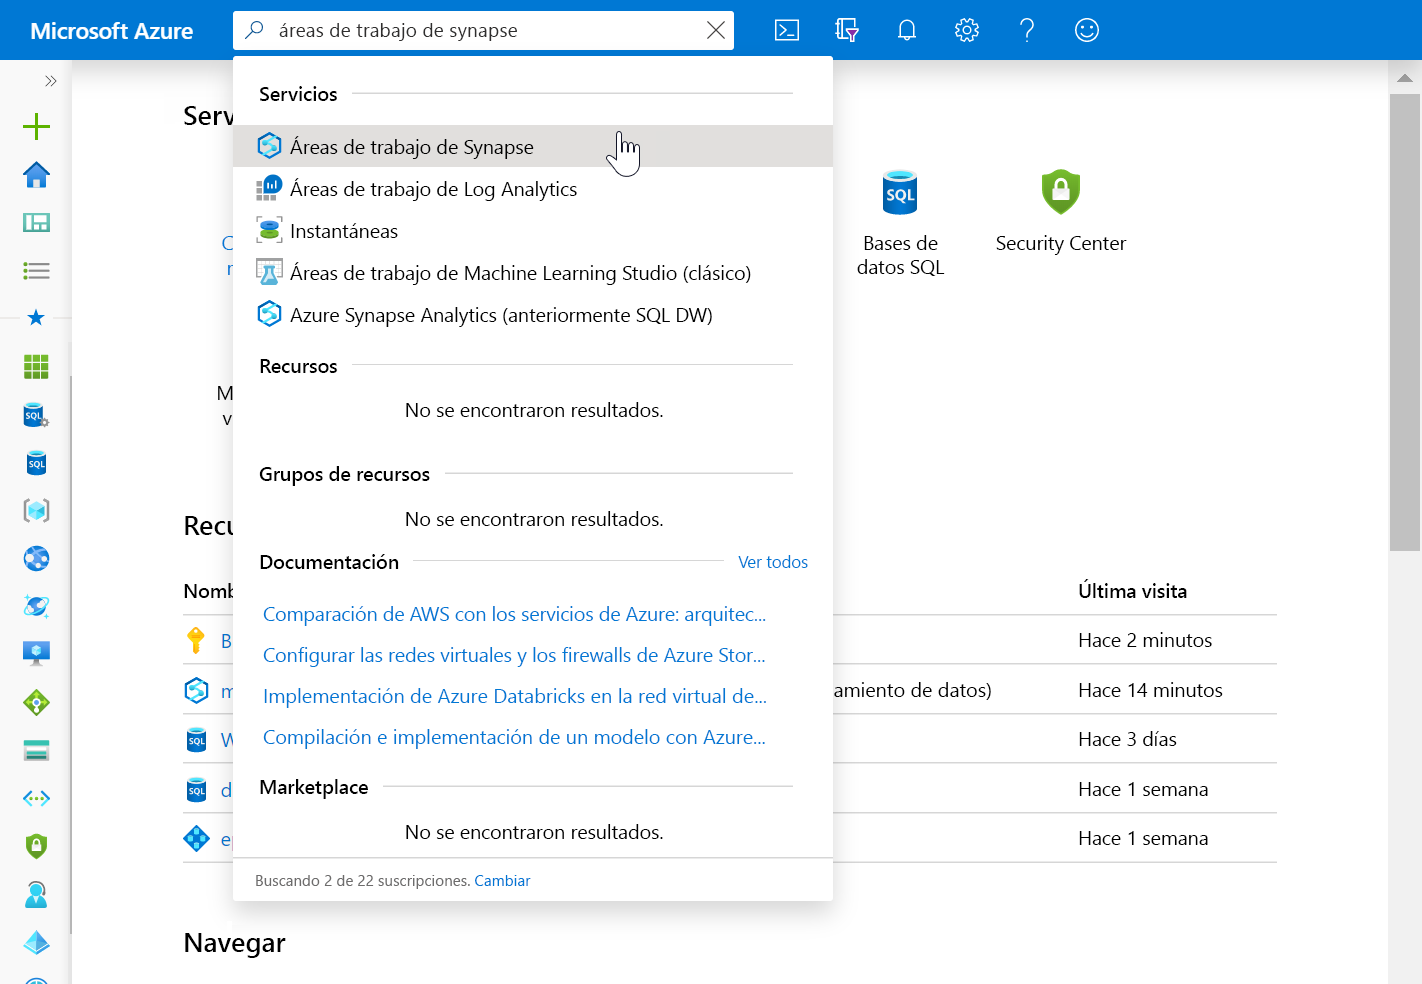 Microsoft Azure
áreas de trabajo de synapse
Servicios
Áreas de trabajo de Synapse
Áreas de trabajo de Log Analytics
Instantáneas
Áreas de trabajo de Machine Learning Studio (clásico)
Azure Synapse Analytics (anteriormente SQL DW)
Recursos
No se encontraron resultados.
Grupos de recursos
No se encontraron resultados.
Documentación
Ver todos
Comparación de AWS con los servicios de Azure: arquitec...
Configurar las redes virtuales y los firewalls de Azure Stor...
Implementación de Azure Databricks en la red virtual de...
Compilación e implementación de un modelo con Azure...
Marketplace
No se encontraron resultados.
Buscando 2 de 22 suscripciones. Cambiar
SQL
Bases de
datos SQL
Security Center
Última visita
Hace 2 minutos
amiento de datos) Hace 14 minutos
Hace 3 días
Hace 1 semana
Hace 1 semana
Navegar